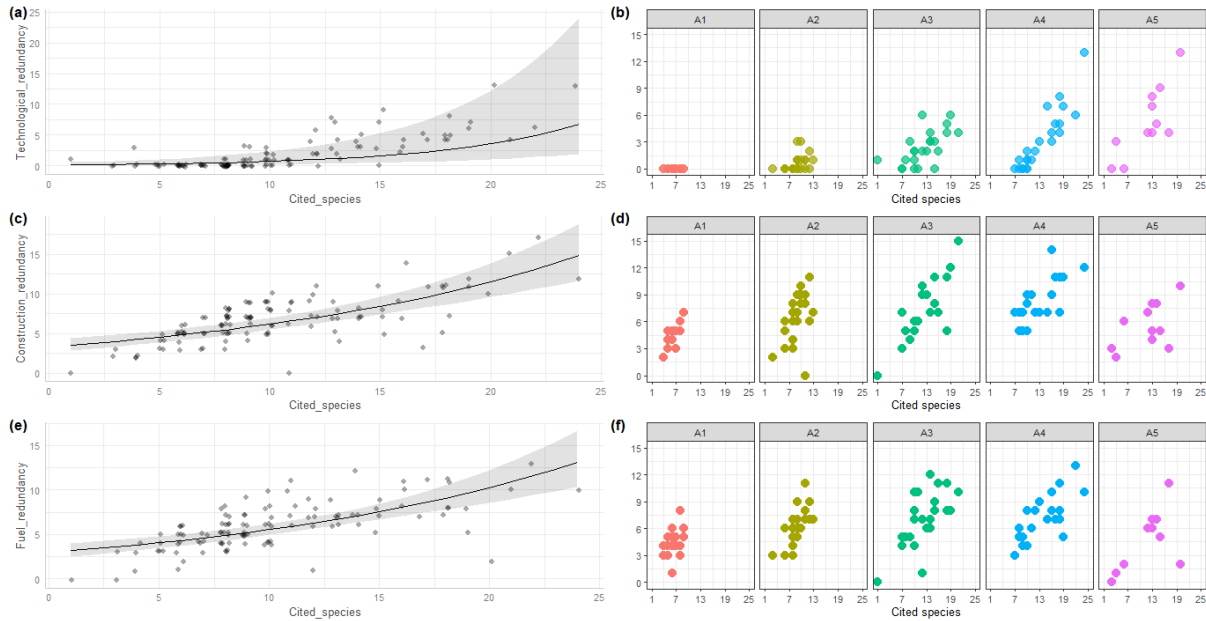 (a)
Technological_redundancy
25
20
15
10
5
0
0 5 10 15 20 25
Cited_species
(b)
A1 A2 A3 A4 A5
15
12
9
6
3
0
1 7 13 19 25 1 7 13 19 25 1 7 13 19 25 1 7 13 19 25 1 7 13 19 25
Cited species
(c)
Construction_redundancy
15
10
5
0
0 5 10 15 20 25
Cited_species
(d)
A1 A2 A3 A4 A5
15
12
9
6
3
0
1 7 13 19 25 1 7 13 19 25 1 7 13 19 25 1 7 13 19 25 1 7 13 19 25
Cited species
(e)
Fuel_redundancy
15
10
5
0
0 5 10 15 20 25
Cited_species
(f)
A1 A2 A3 A4 A5
15
12
9
6
3
0
1 7 13 19 25 1 7 13 19 25 1 7 13 19 25 1 7 13 19 25 1 7 13 19 25
Cited species